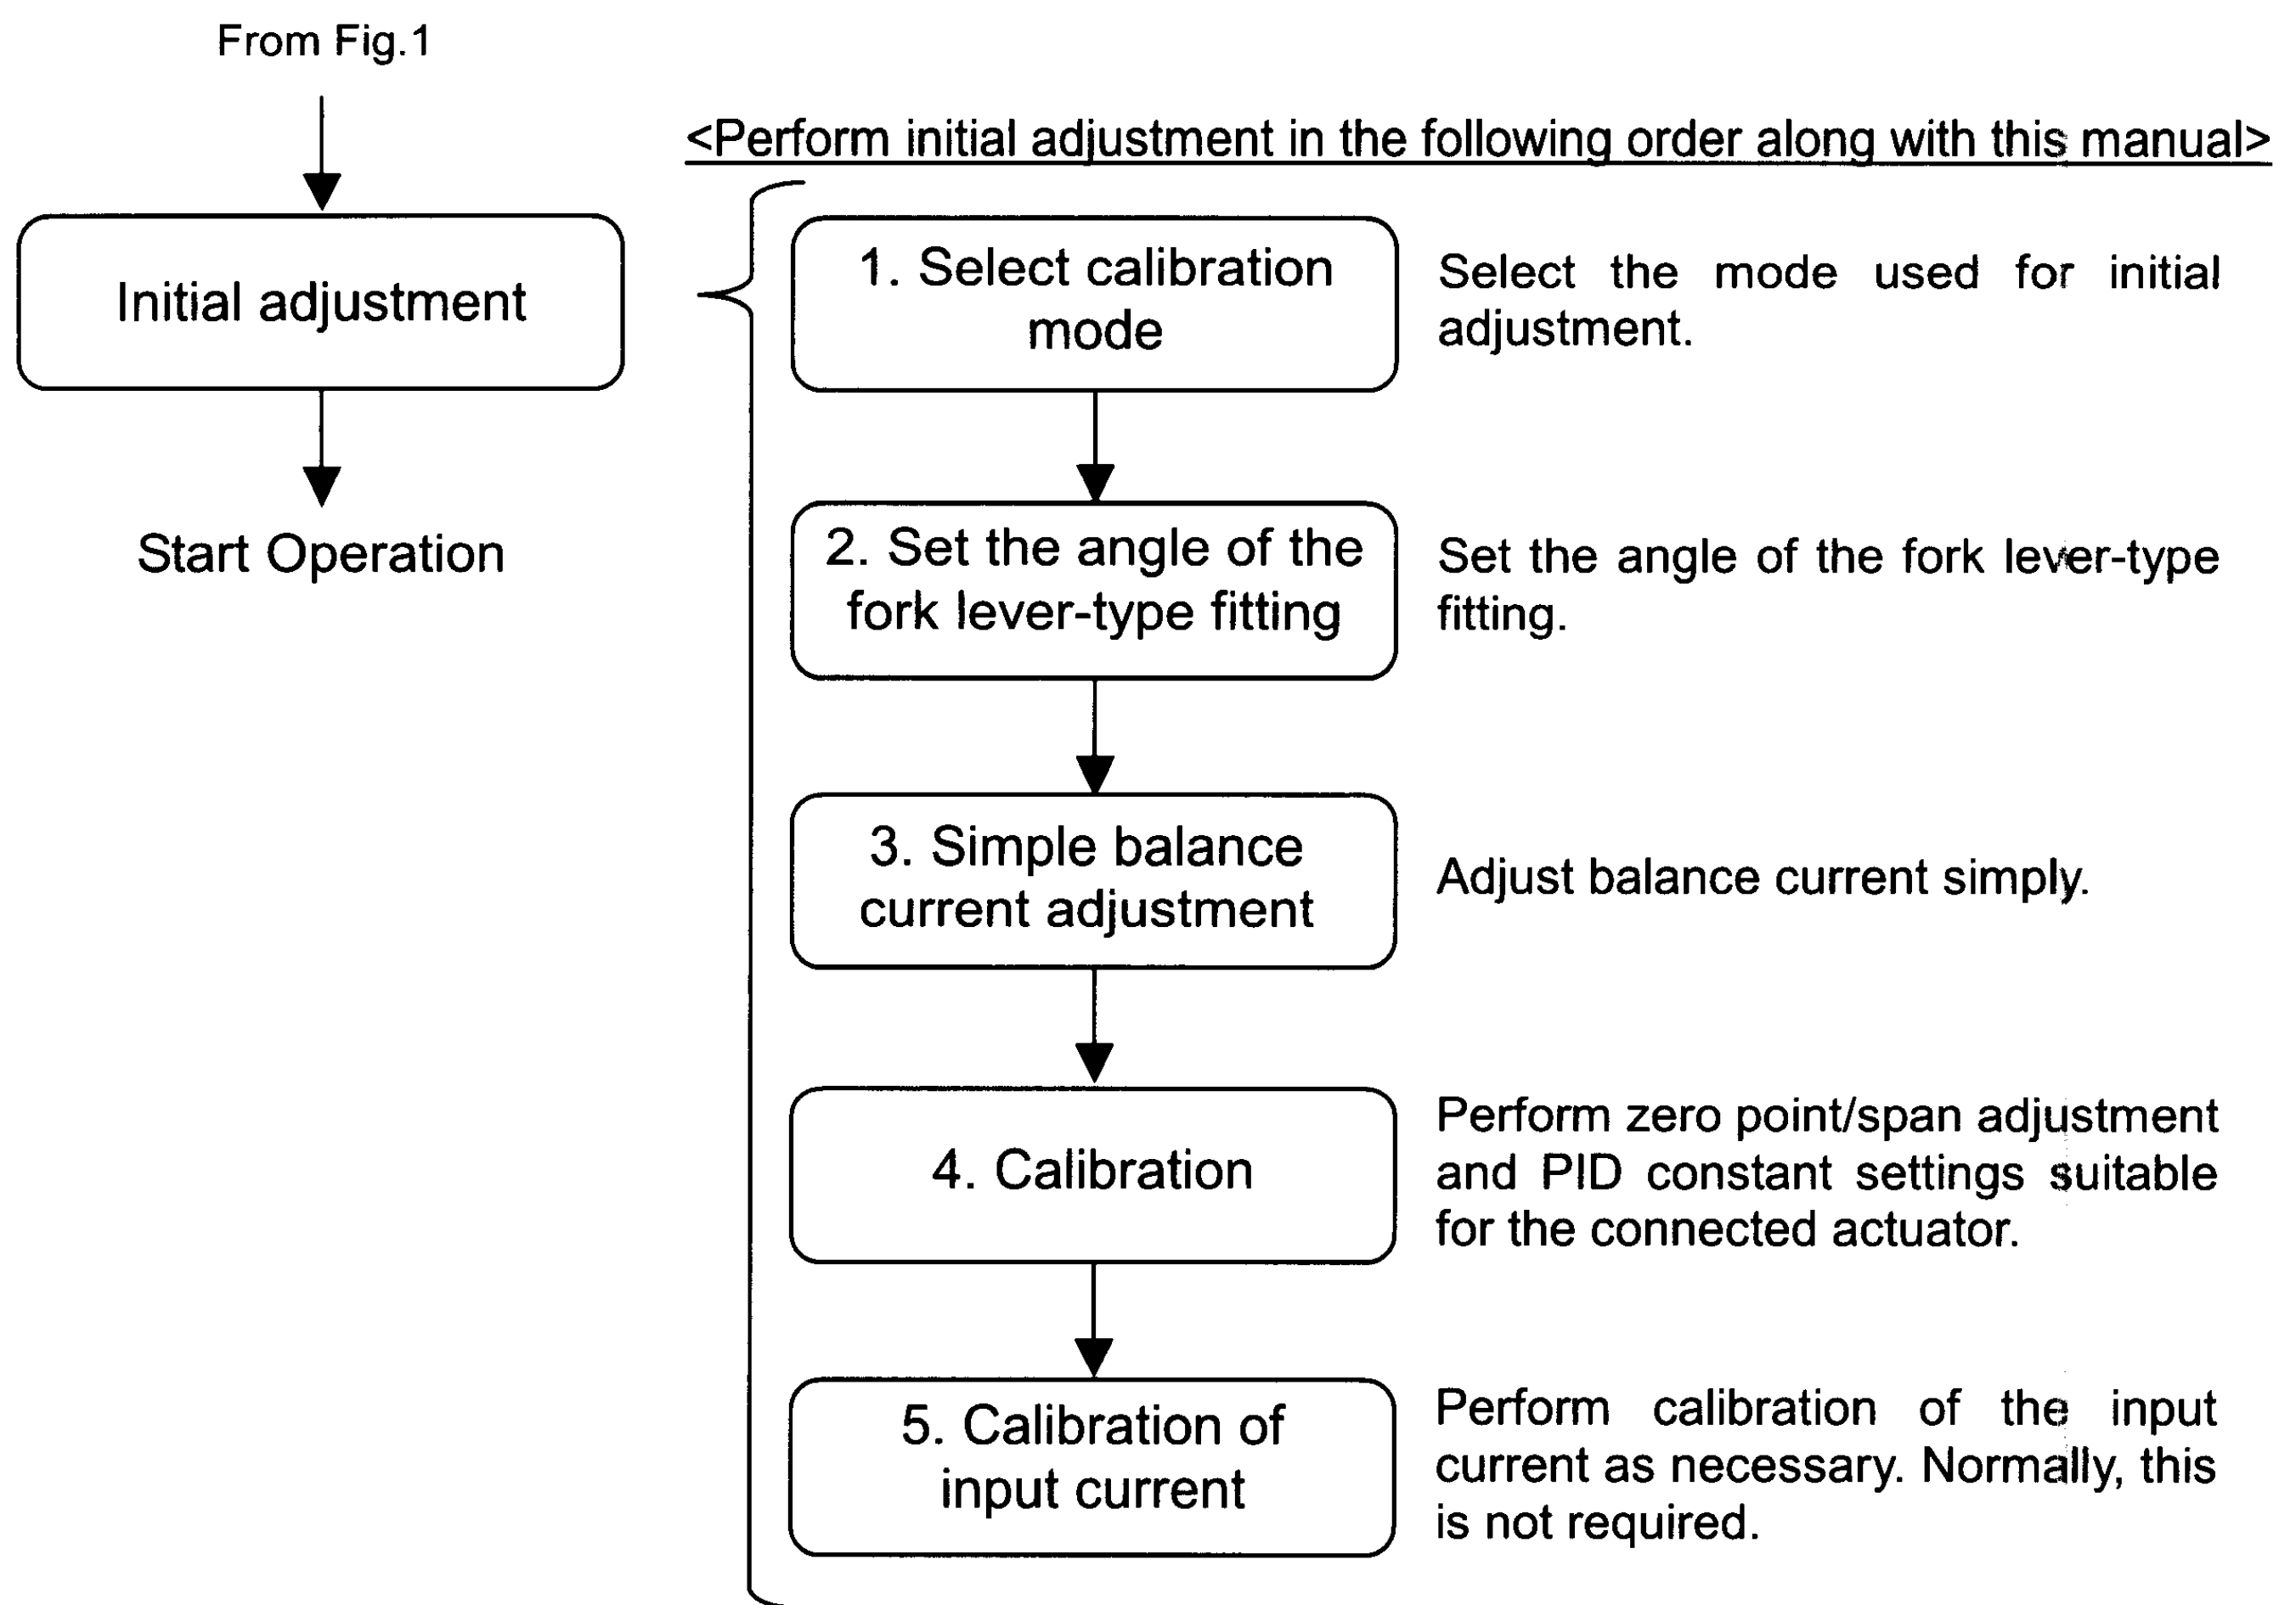 From Fig.1
<Perform initial adjustment in the following order along with this manual>
Initial adjustment
Start Operation
1. Select calibration
mode
Select the mode used for initial
adjustment.
2. Set the angle of the
fork lever-type fitting
Set the angle of the fork lever-type
fitting.
3. Simple balance
current adjustment
Adjust balance current simply.
4. Calibration
Perform zero point/span adjustment
and PID constant settings suitable
for the connected actuator.
5. Calibration of
input current
Perform calibration of the input
current as necessary. Normally, this
is not required.